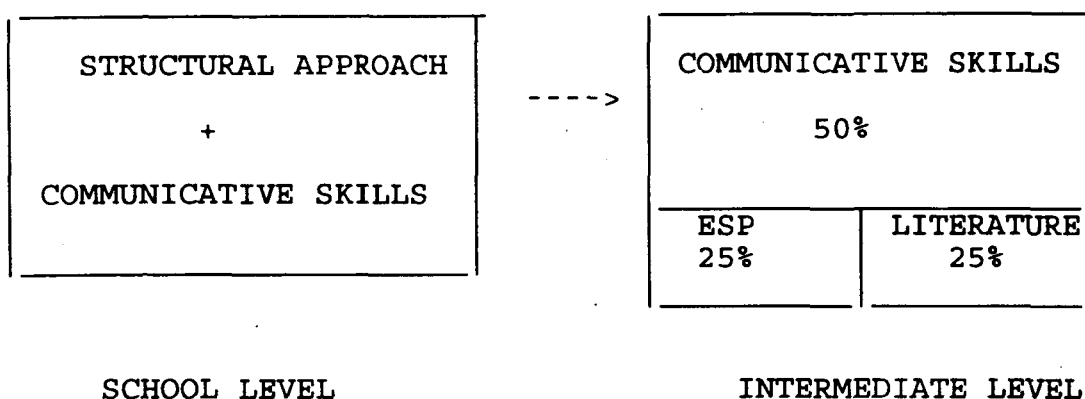 STRUCTURAL APPROACH
+
COMMUNICATIVE SKILLS
---->
COMMUNICATIVE SKILLS
50%
ESP
25%
LITERATURE
25%
SCHOOL LEVEL
INTERMEDIATE LEVEL